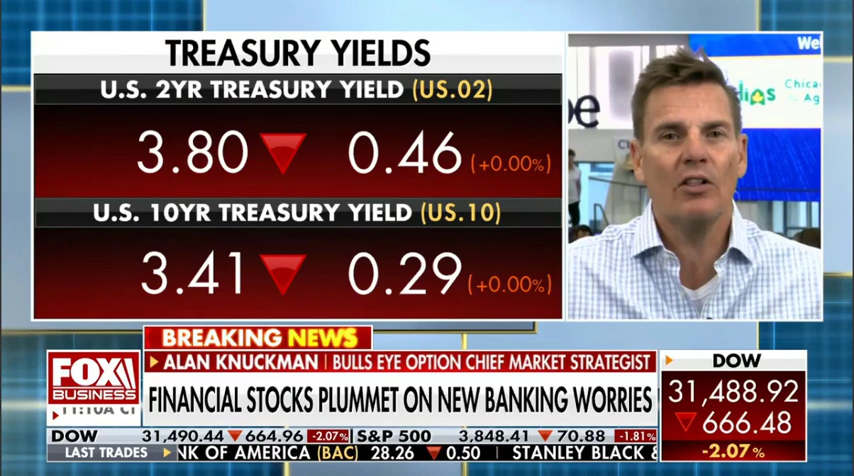 TREASURY YIELDS
U.S. 2YR TREASURY YIELD (US.02)
3.80 ▼ 0.46 (+0.00%)
U.S. 10YR TREASURY YIELD (US.10)
3.41 ▼ 0.29 (+0.00%)
Wel
Chica
Ag
BREAKING NEWS
ALAN KNUCKMAN | BULLS EYE OPTION CHIEF MARKET STRATEGIST
FOX
BUSINESS
FINANCIAL STOCKS PLUMMET ON NEW BANKING WORRIES
DOW
31,488.92
▼ 666.48
-2.07%
DOW 31,490.44 ▼ 664.96 -2.07% S&P 500 3,848.41 ▼ 70.88 -1.81%
LAST TRADES NK OF AMERICA (BAC) 28.26 ▼ 0.50 STANLEY BLACK &